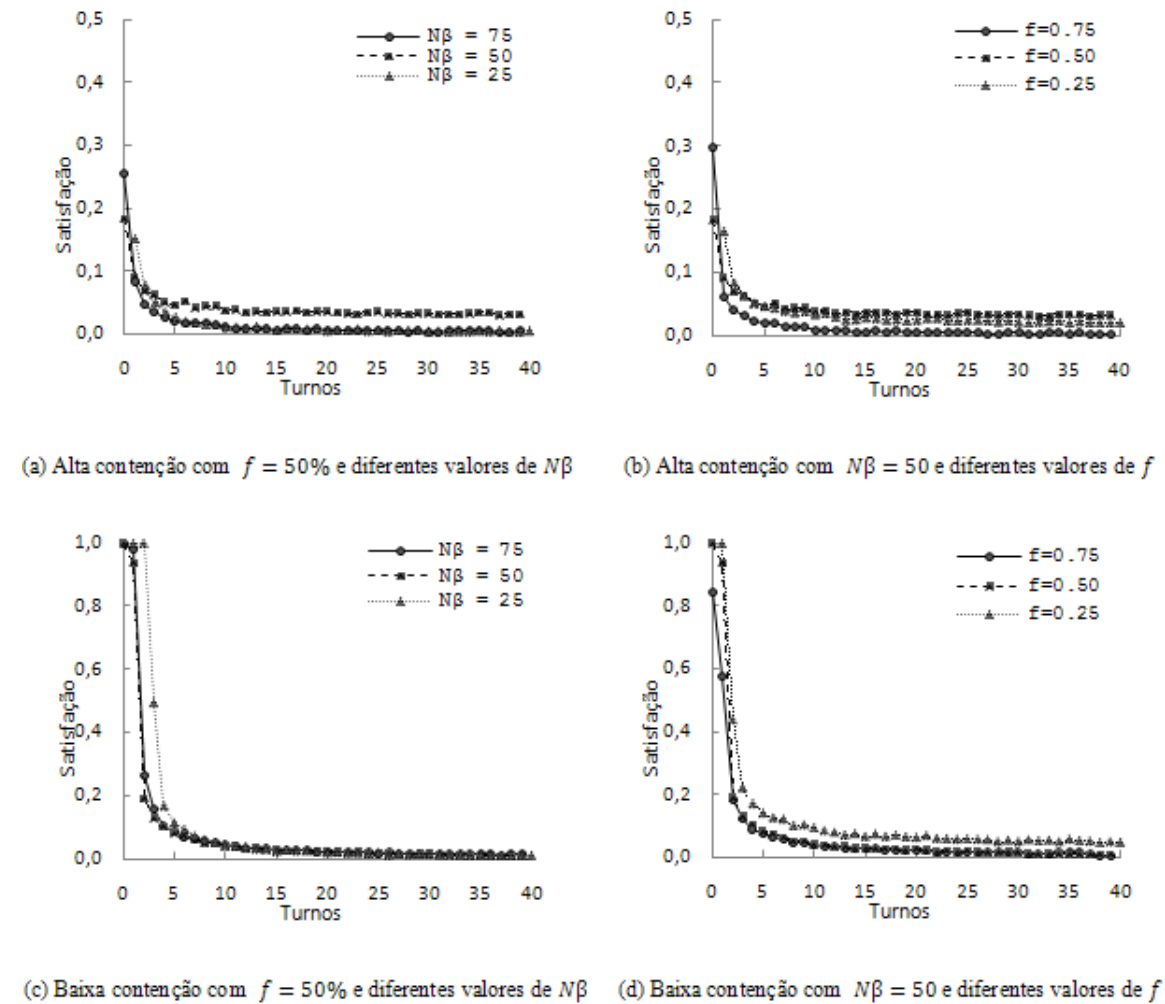 0,5
0,4
0,3
0,2
0,1
0,0
Satisfação
Nβ = 75
Nβ = 50
Nβ = 25
0 5 10 15 20 25 30 35 40
Turnos
0,5
0,4
0,3
0,2
0,1
0,0
Satisfação
f=0.75
f=0.50
f=0.25
0 5 10 15 20 25 30 35 40
Turnos
(a) Alta contenção com f = 50% e diferentes valores de Nβ
(b) Alta contenção com Nβ = 50 e diferentes valores de f
1,0
0,8
0,6
0,4
0,2
0,0
Satisfação
Nβ = 75
Nβ = 50
Nβ = 25
0 5 10 15 20 25 30 35 40
Turnos
1,0
0,8
0,6
0,4
0,2
0,0
Satisfação
f=0.75
f=0.50
f=0.25
0 5 10 15 20 25 30 35 40
Turnos
(c) Baixa contenção com f = 50% e diferentes valores de Nβ
(d) Baixa contenção com Nβ = 50 e diferentes valores de f